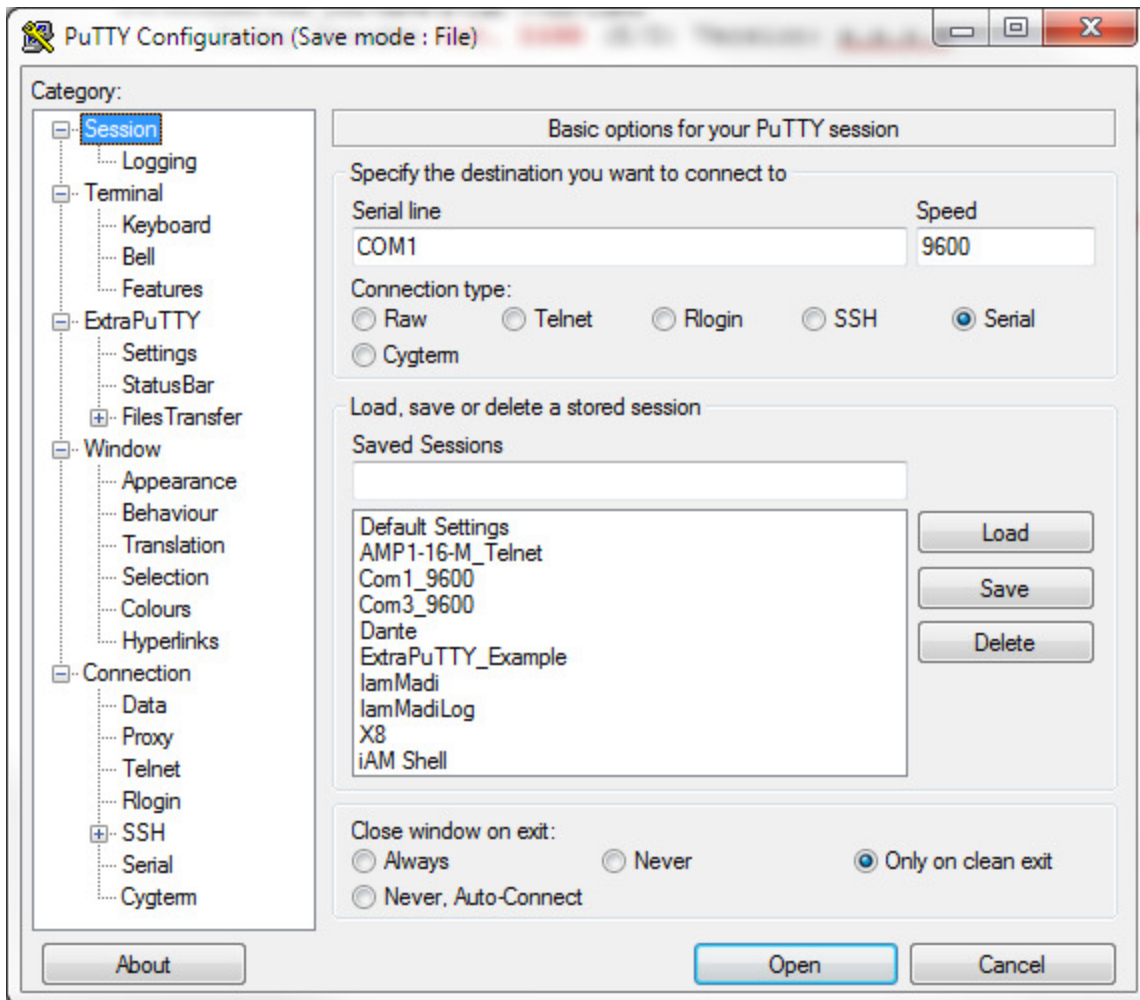 PuTTY Configuration (Save mode : File)
Category:
Session
Logging
Terminal
Keyboard
Bell
Features
ExtraPuTTY
Settings
StatusBar
FilesTransfer
Window
Appearance
Behaviour
Translation
Selection
Colours
Hyperlinks
Connection
Data
Proxy
Telnet
Rlogin
SSH
Serial
Cygterm
Basic options for your PuTTY session
Specify the destination you want to connect to
Serial line Speed
COM1 9600
Connection type:
Raw Telnet Rlogin SSH Serial
Cygterm
Load, save or delete a stored session
Saved Sessions
Default Settings
AMP1-16-M_Telnet
Com1_9600
Com3_9600
Dante
ExtraPuTTY_Example
IamMadi
IamMadiLog
X8
iAM Shell
Load
Save
Delete
Close window on exit:
Always Never Only on clean exit
Never, Auto-Connect
About Open Cancel